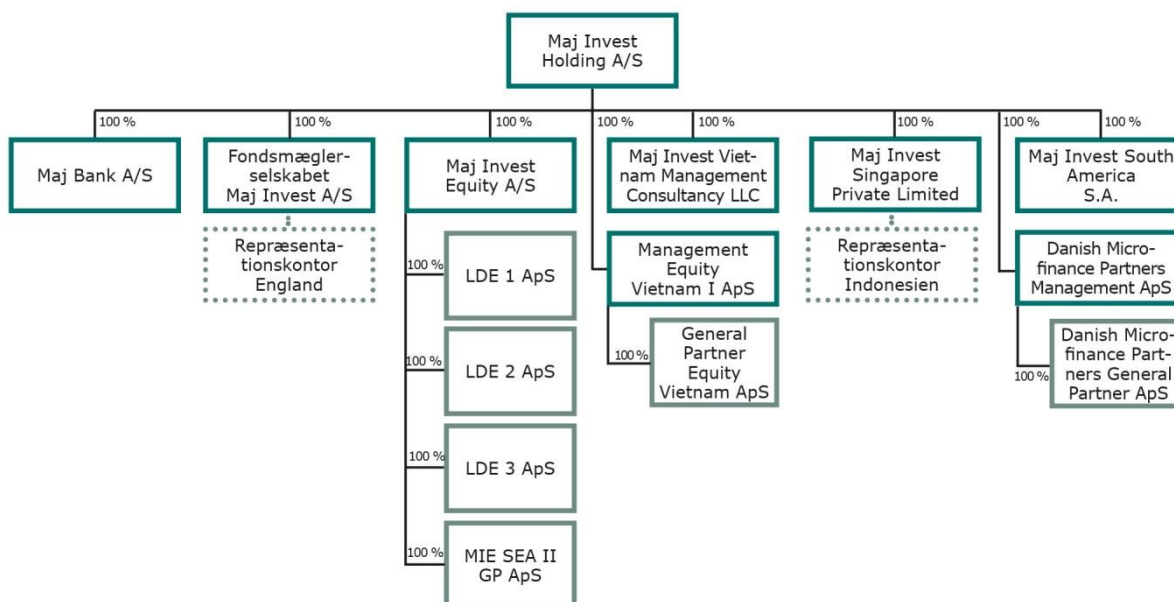 Maj Invest
Holding A/S
100 %
100 %
100 %
100 %
100 %
100 %
100 %
100 %
Maj Bank A/S
Fondsmægler-
selskabet
Maj Invest A/S
Maj Invest
Equity A/S
Maj Invest Viet-
nam Management
Consultancy LLC
Maj Invest
Singapore
Private Limited
Maj Invest South
America
S.A.
Repræsenta-
tionskontor
England
100 %
LDE 1 ApS
Management
Equity
Vietnam I ApS
Repræsenta-
tionskontor
Indonesien
Danish Micro-
finance Partners
Management ApS
100 %
LDE 2 ApS
100 %
General
Partner
Equity
Vietnam ApS
100 %
Danish Micro-
finance Part-
ners General
Partner ApS
100 %
LDE 3 ApS
100 %
MIE SEA II
GP ApS